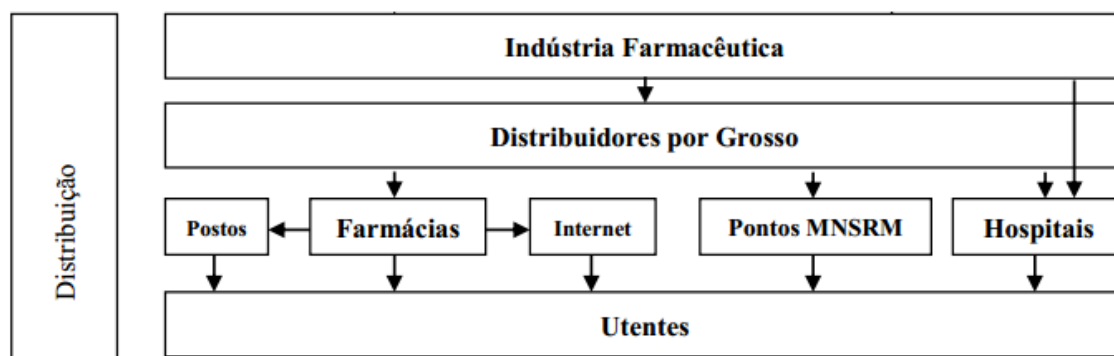 Distribuição
Indústria Farmacêutica
Distribuidores por Grosso
Postos
Farmácias
Internet
Pontos MNSRM
Hospitais
Utentes